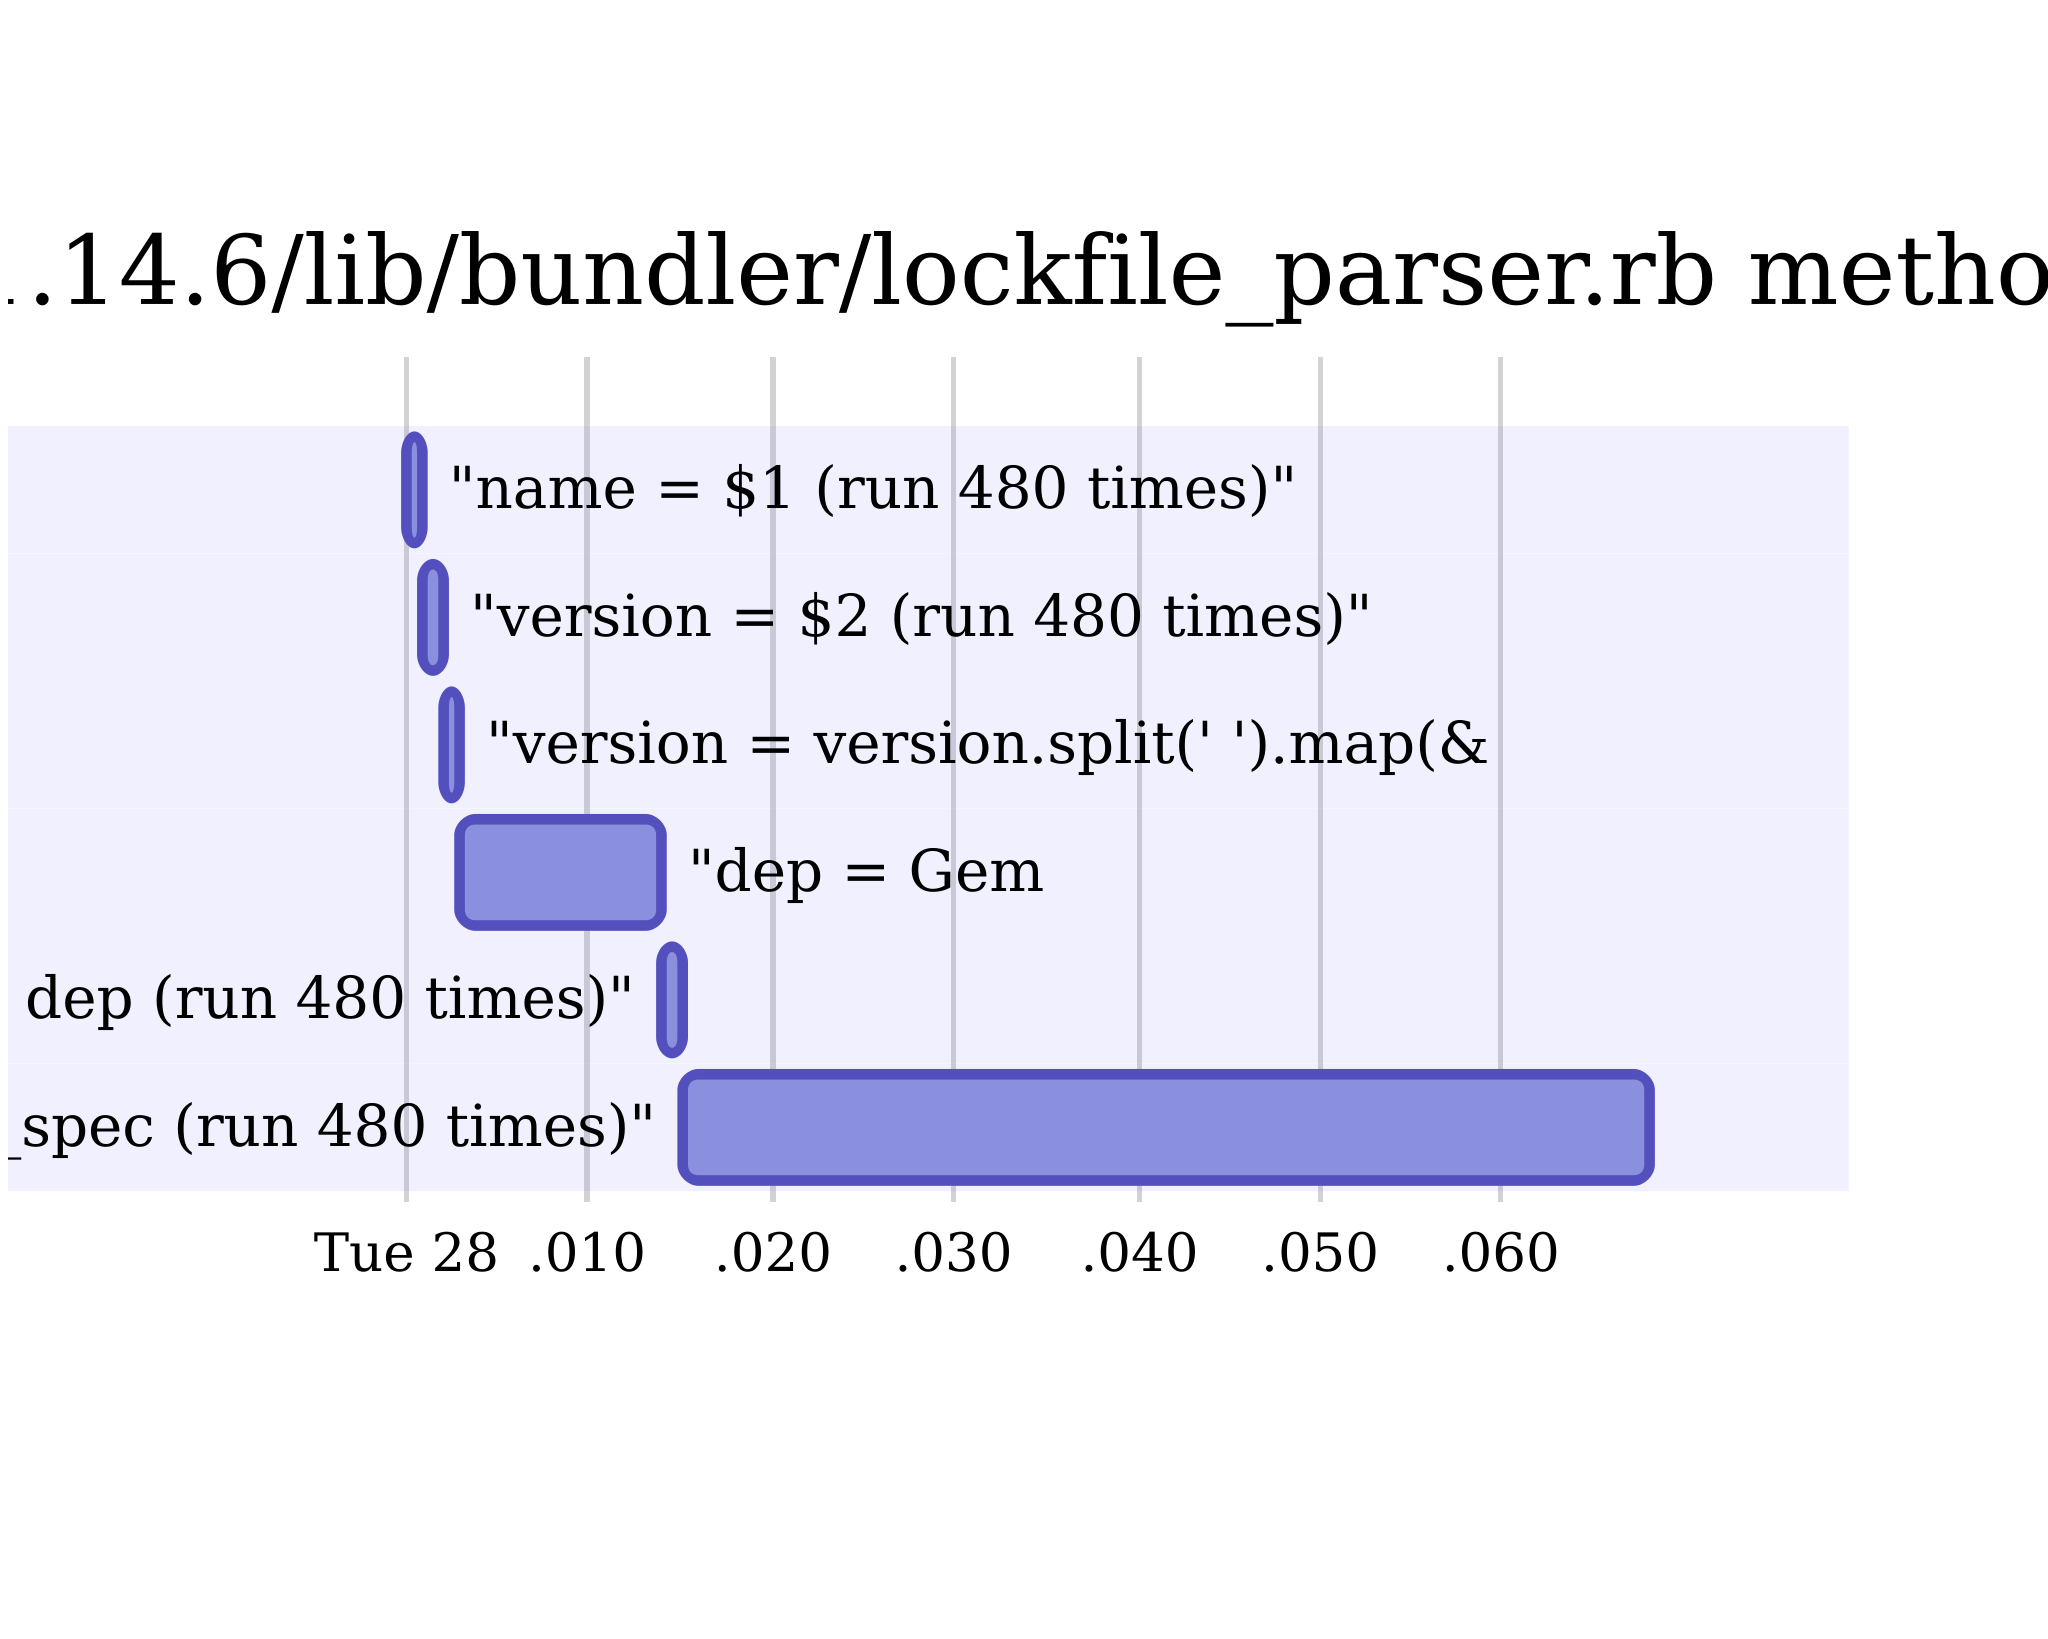 .14.6/lib/bundler/lockfile_parser.rb metho
"name = $1 (run 480 times)"
"version = $2 (run 480 times)"
"version = version.split(' ').map(&
"dep = Gem
dep (run 480 times)"
_spec (run 480 times)"
Tue 28 .010 .020 .030 .040 .050 .060